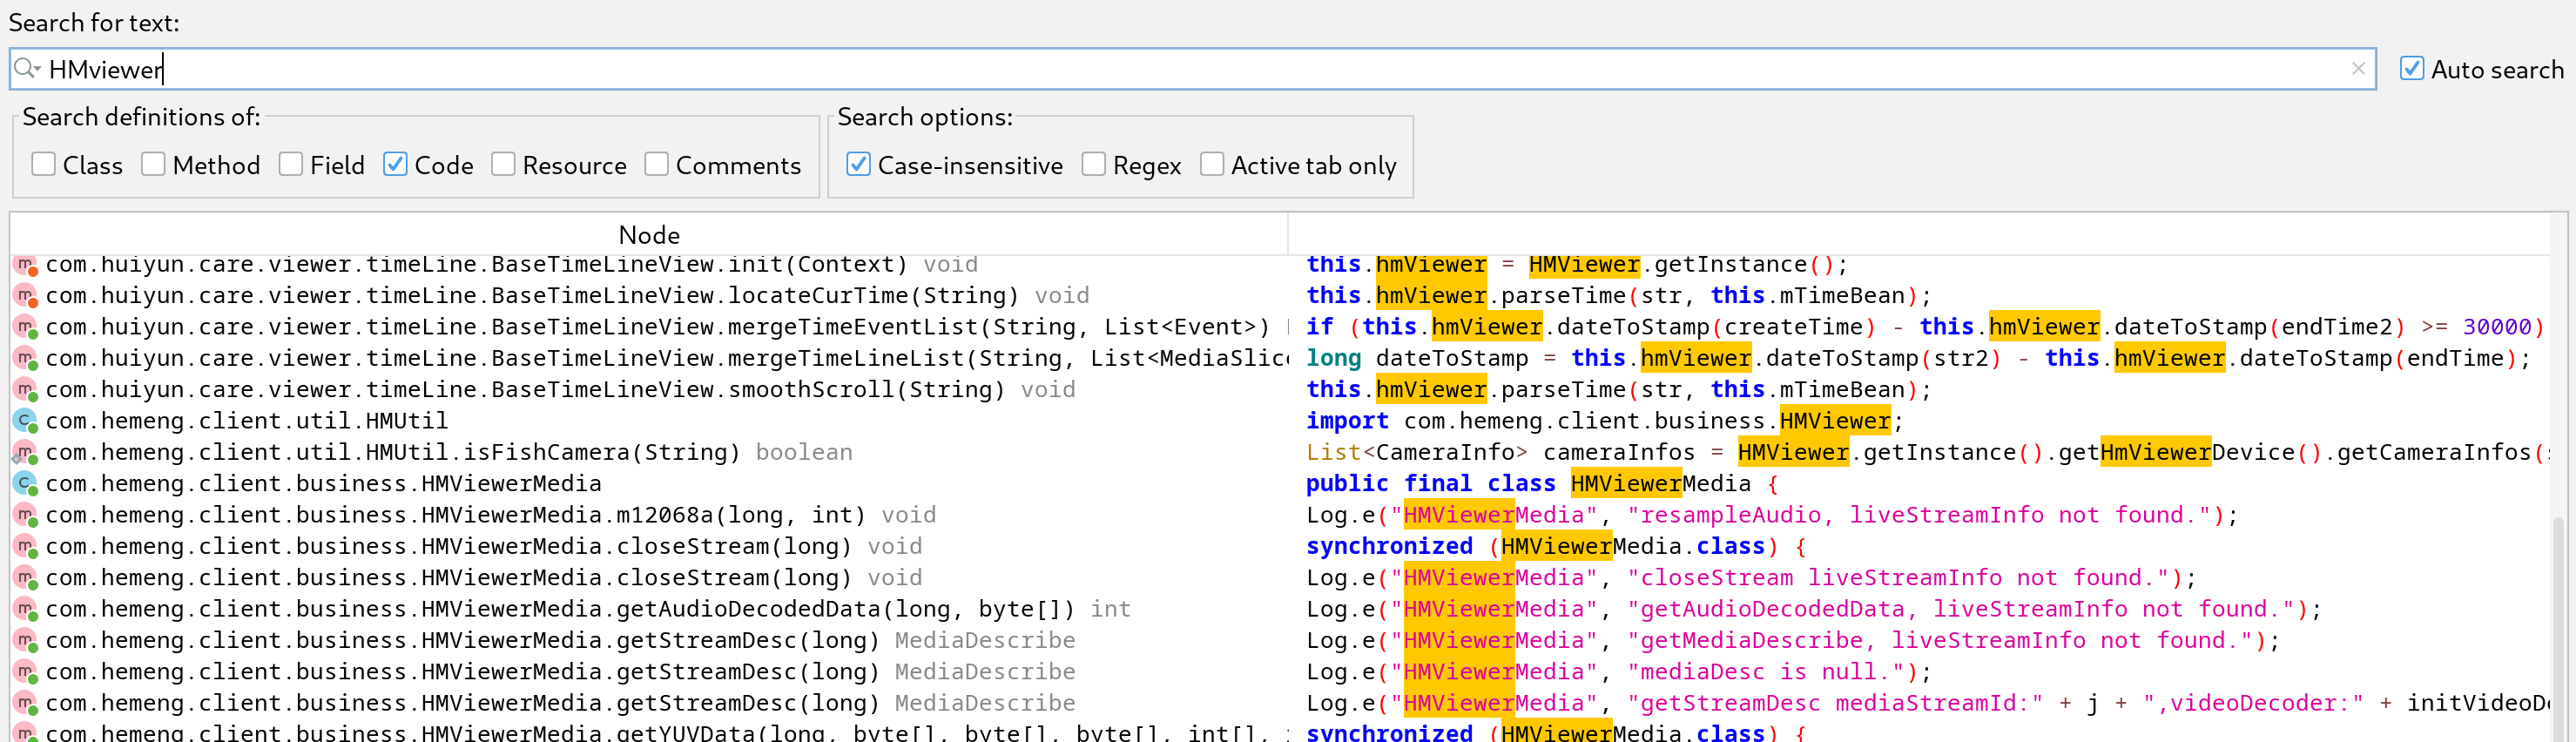 Search for text:
HMviewer
Auto search
Search definitions of:
Search options:
Class Method Field Code Resource Comments
Case-insensitive Regex Active tab only
Node
com.huiyun.care.viewer.timeLine.BaseTimeLineView.init(Context) void this.hmViewer = HMViewer.getInstance();
com.huiyun.care.viewer.timeLine.BaseTimeLineView.locateCurTime(String) void this.hmViewer.parseTime(str, this.mTimeBean);
com.huiyun.care.viewer.timeLine.BaseTimeLineView.mergeTimeEventList(String, List<Event>) if (this.hmViewer.dateToStamp(createTime) - this.hmViewer.dateToStamp(endTime2) >= 30000)
com.huiyun.care.viewer.timeLine.BaseTimeLineView.mergeTimeLineList(String, List<MediaSlice long dateToStamp = this.hmViewer.dateToStamp(str2) - this.hmViewer.dateToStamp(endTime);
com.huiyun.care.viewer.timeLine.BaseTimeLineView.smoothScroll(String) void this.hmViewer.parseTime(str, this.mTimeBean);
com.hemeng.client.util.HMUtil import com.hemeng.client.business.HMViewer;
com.hemeng.client.util.HMUtil.isFishCamera(String) boolean List<CameraInfo> cameraInfos = HMViewer.getInstance().getHmViewerDevice().getCameraInfos(
com.hemeng.client.business.HMViewerMedia public final class HMViewerMedia {
com.hemeng.client.business.HMViewerMedia.m12068a(long, int) void Log.e("HMViewerMedia", "resampleAudio, liveStreamInfo not found.");
com.hemeng.client.business.HMViewerMedia.closeStream(long) void synchronized (HMViewerMedia.class) {
com.hemeng.client.business.HMViewerMedia.closeStream(long) void Log.e("HMViewerMedia", "closeStream liveStreamInfo not found.");
com.hemeng.client.business.HMViewerMedia.getAudioDecodedData(long, byte[]) int Log.e("HMViewerMedia", "getAudioDecodedData, liveStreamInfo not found.");
com.hemeng.client.business.HMViewerMedia.getStreamDesc(long) MediaDescribe Log.e("HMViewerMedia", "getMediaDescribe, liveStreamInfo not found.");
com.hemeng.client.business.HMViewerMedia.getStreamDesc(long) MediaDescribe Log.e("HMViewerMedia", "mediaDesc is null.");
com.hemeng.client.business.HMViewerMedia.getStreamDesc(long) MediaDescribe Log.e("HMViewerMedia", "getStreamDesc mediaStreamId:" + j + ",videoDecoder:" + initVideoD
com.hemeng.client.business.HMViewerMedia.getYUVData(long, byte[], byte[], byte[], int[], synchronized (HMViewerMedia.class) {